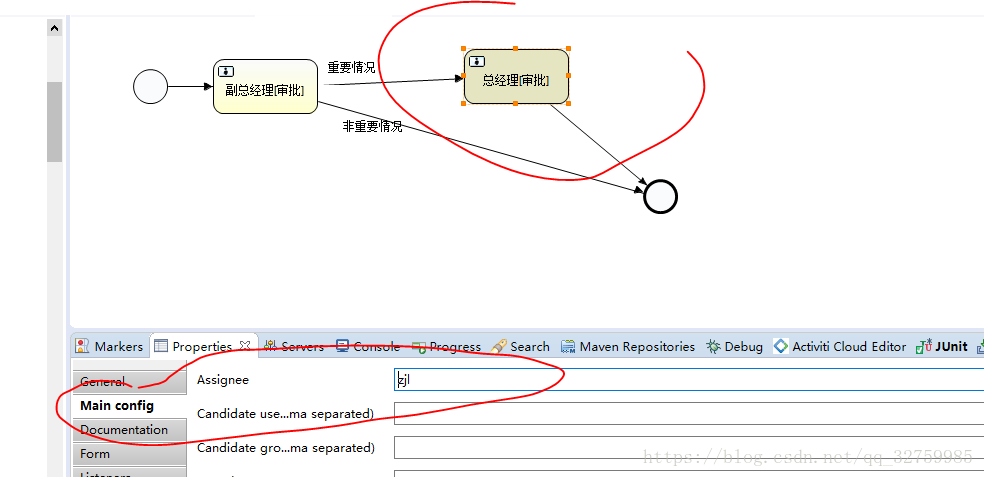 重要情况
总经理[审批]
副总经理[审批]
非重要情况
Markers Properties Servers Console Progress Search Maven Repositories Debug Activiti Cloud Editor JUnit
General
Assignee
zjl
Main config
Candidate use...ma separated)
Documentation
Candidate gro...ma separated)
Form
https://blog.csdn.net/qq_32759985
Listeners